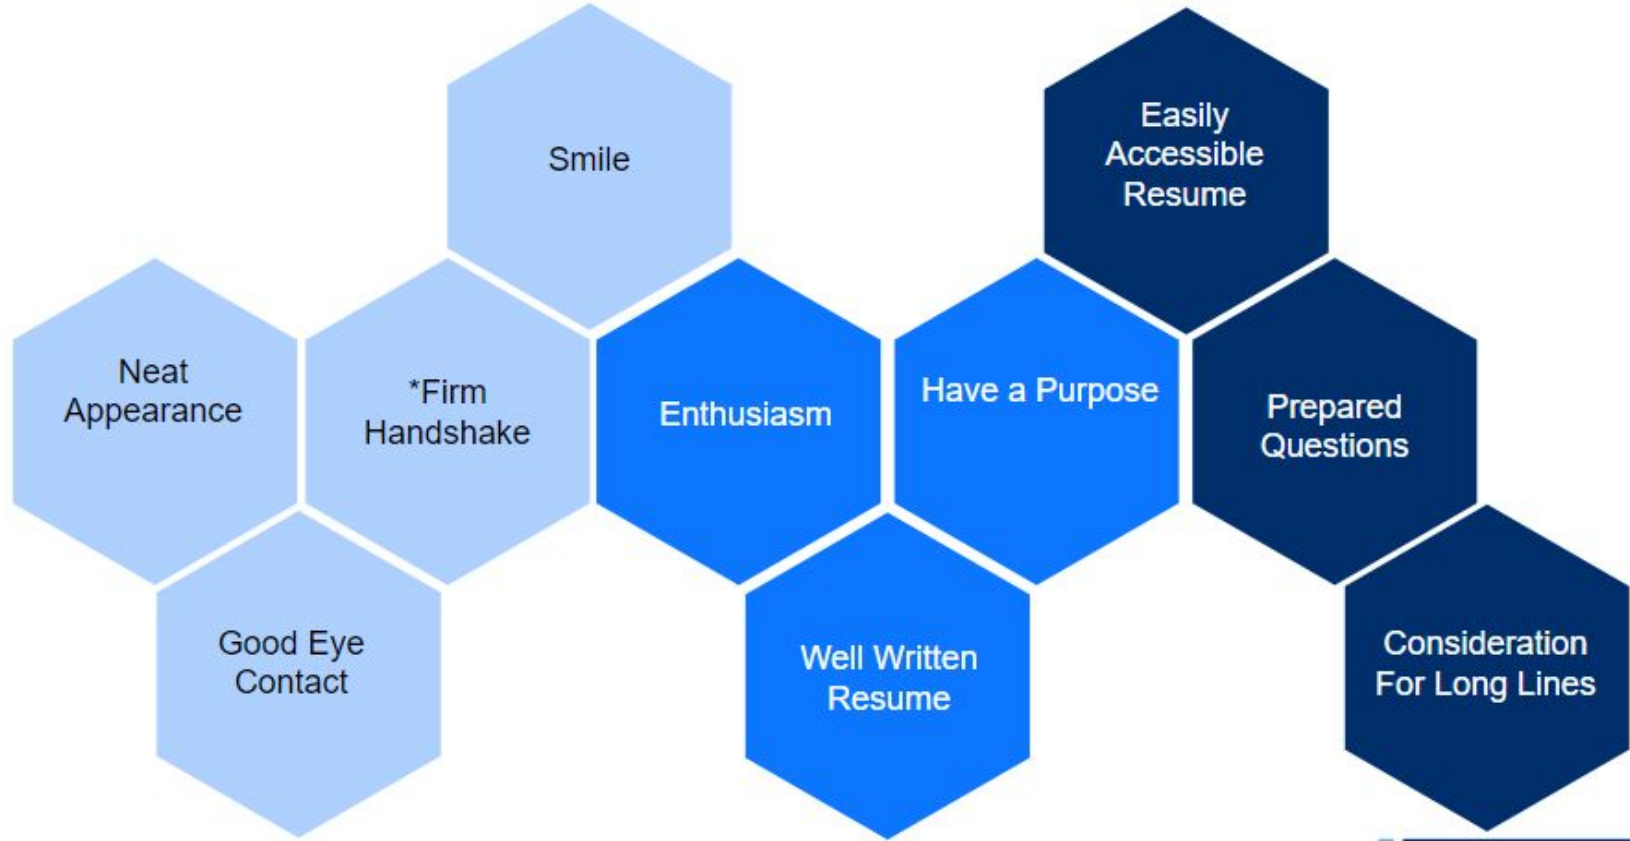 Smile
Easily
Accessible
Resume
Neat
Appearance
*Firm
Handshake
Enthusiasm
Have a Purpose
Prepared
Questions
Good Eye
Contact
Well Written
Resume
Consideration
For Long Lines